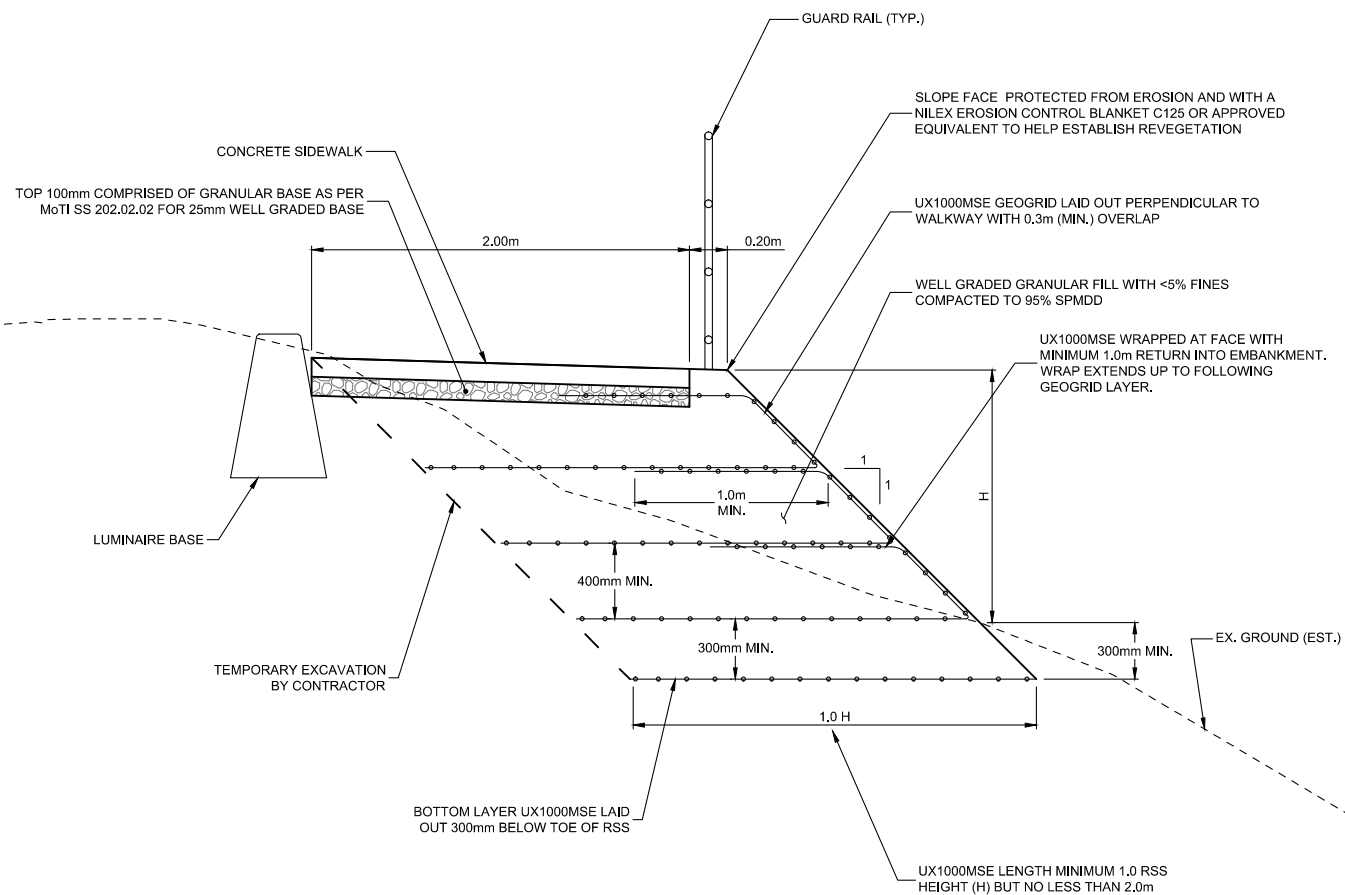 GUARD RAIL (TYP.)
SLOPE FACE PROTECTED FROM EROSION AND WITH A
NILEX EROSION CONTROL BLANKET C125 OR APPROVED
EQUIVALENT TO HELP ESTABLISH REVEGETATION
CONCRETE SIDEWALK
TOP 100mm COMPRISED OF GRANULAR BASE AS PER
MoTI SS 202.02.02 FOR 25mm WELL GRADED BASE
UX1000MSE GEOGRID LAID OUT PERPENDICULAR TO
WALKWAY WITH 0.3m (MIN.) OVERLAP
2.00m
0.20m
WELL GRADED GRANULAR FILL WITH <5% FINES
COMPACTED TO 95% SPMDD
UX1000MSE WRAPPED AT FACE WITH
MINIMUM 1.0m RETURN INTO EMBANKMENT.
WRAP EXTENDS UP TO FOLLOWING
GEOGRID LAYER.
1
1
1.0m
MIN.
H
LUMINAIRE BASE
400mm MIN.
300mm MIN.
300mm MIN.
EX. GROUND (EST.)
TEMPORARY EXCAVATION
BY CONTRACTOR
1.0 H
BOTTOM LAYER UX1000MSE LAID
OUT 300mm BELOW TOE OF RSS
UX1000MSE LENGTH MINIMUM 1.0 RSS
HEIGHT (H) BUT NO LESS THAN 2.0m